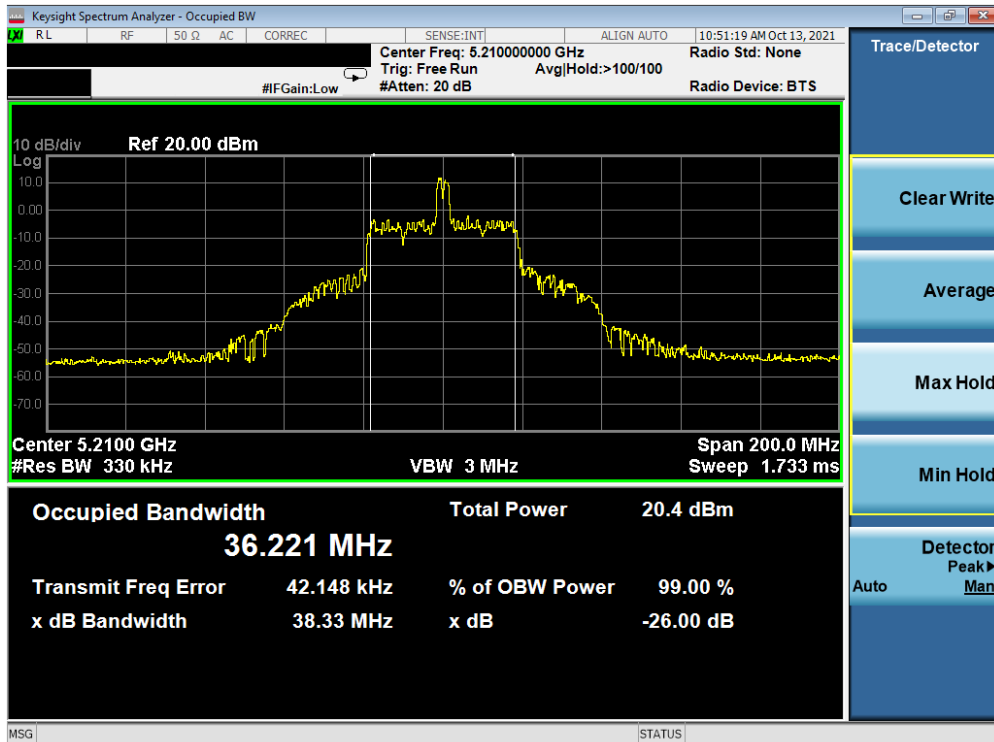 Keysight Spectrum Analyzer - Occupied BW
LXI RL RF 50 Ω AC CORREC SENSE:INT ALIGN AUTO 10:51:19 AM Oct 13, 2021
Center Freq: 5.210000000 GHz Radio Std: None
Trig: Free Run Avg|Hold:>100/100
#IFGain:Low #Atten: 20 dB Radio Device: BTS
10 dB/div Ref 20.00 dBm
Log
10.0
0.00
-10.0
-20.0
-30.0
-40.0
-50.0
-60.0
-70.0
Center 5.2100 GHz Span 200.0 MHz
#Res BW 330 kHz VBW 3 MHz Sweep 1.733 ms
Occupied Bandwidth Total Power 20.4 dBm
36.221 MHz
Transmit Freq Error 42.148 kHz % of OBW Power 99.00 %
x dB Bandwidth 38.33 MHz x dB -26.00 dB
MSG STATUS
Trace/Detector
Clear Write
Average
Max Hold
Min Hold
Detector
Peak▶
Auto Man